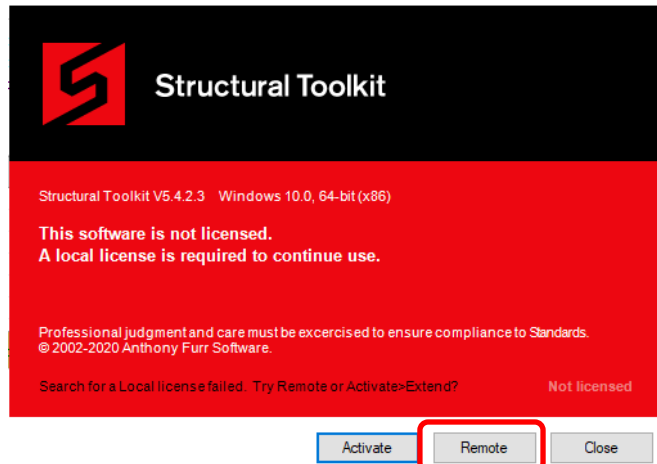 Structural Toolkit
Structural Toolkit V5.4.2.3 Windows 10.0, 64-bit (x86)
This software is not licensed.
A local license is required to continue use.
Professional judgment and care must be excercised to ensure compliance to Standards.
© 2002-2020 Anthony Furr Software.
Search for a Local license failed. Try Remote or Activate>Extend? Not licensed
Activate Remote Close